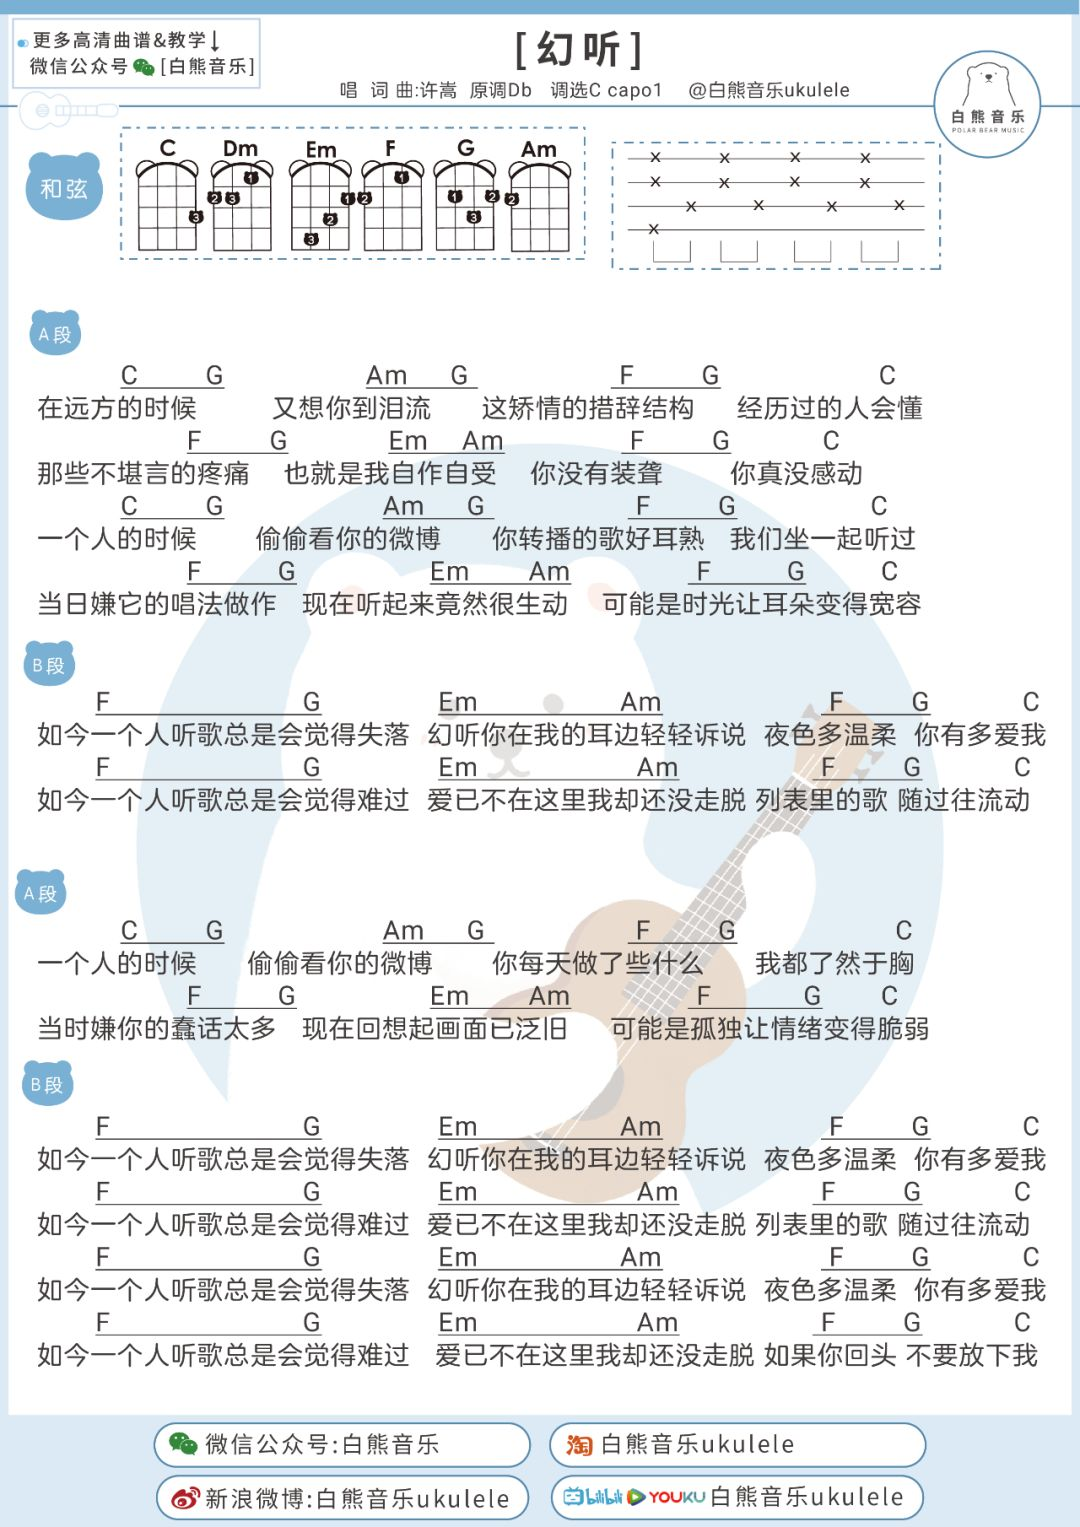 更多高清曲谱&教学↓
微信公众号 [白熊音乐]
[幻听]
唱 词 曲:许嵩 原调Db 调选C capo1 @白熊音乐ukulele
白熊音乐
POLAR BEAR MUSIC
和弦
C Dm Em F G Am
1 2 3 3 1 2 3 1 2 1 2 3 2
x x x x
x x x x
x x x x
x
A段
C G Am G F G C
在远方的时候 又想你到泪流 这矫情的措辞结构 经历过的人会懂
F G Em Am F G C
那些不堪言的疼痛 也就是我自作自受 你没有装聋 你真没感动
C G Am G F G C
一个人的时候 偷偷看你的微博 你转播的歌好耳熟 我们坐一起听过
F G Em Am F G C
当日嫌它的唱法做作 现在听起来竟然很生动 可能是时光让耳朵变得宽容
B段
F G Em Am F G C
如今一个人听歌总是会觉得失落 幻听你在我的耳边轻轻诉说 夜色多温柔 你有多爱我
F G Em Am F G C
如今一个人听歌总是会觉得难过 爱已不在这里我却还没走脱 列表里的歌 随过往流动
A段
C G Am G F G C
一个人的时候 偷偷看你的微博 你每天做了些什么 我都了然于胸
F G Em Am F G C
当时嫌你的蠢话太多 现在回想起画面已泛旧 可能是孤独让情绪变得脆弱
B段
F G Em Am F G C
如今一个人听歌总是会觉得失落 幻听你在我的耳边轻轻诉说 夜色多温柔 你有多爱我
F G Em Am F G C
如今一个人听歌总是会觉得难过 爱已不在这里我却还没走脱 列表里的歌 随过往流动
F G Em Am F G C
如今一个人听歌总是会觉得失落 幻听你在我的耳边轻轻诉说 夜色多温柔 你有多爱我
F G Em Am F G C
如今一个人听歌总是会觉得难过 爱已不在这里我却还没走脱 如果你回头 不要放下我
微信公众号:白熊音乐
淘 白熊音乐ukulele
新浪微博:白熊音乐ukulele
bilibili YOUKU 白熊音乐ukulele